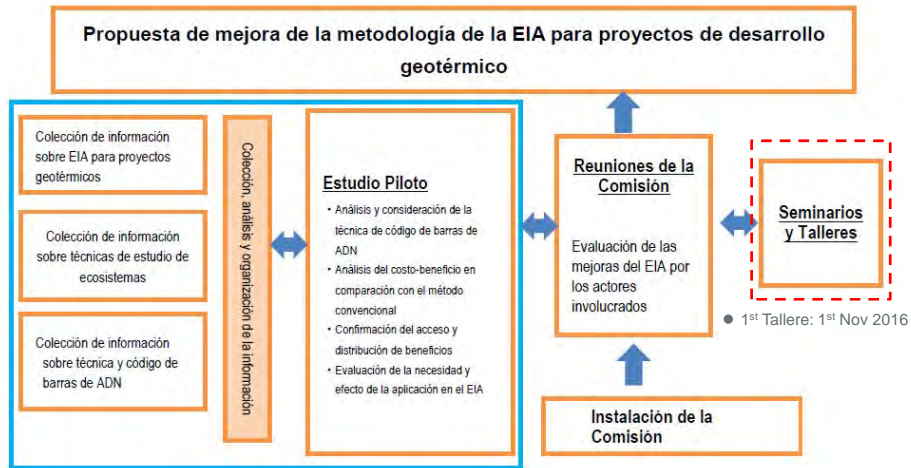 Propuesta de mejora de la metodología de la EIA para proyectos de desarrollo
geotérmico
Colección de información
sobre EIA para proyectos
geotérmicos
Colección de información
sobre técnicas de estudio de
ecosistemas
Colección de información
sobre técnica y código de
barras de ADN
Colección, análisis y organización de la información
Estudio Piloto
• Análisis y consideración de la
técnica de código de barras de
ADN
• Análisis del costo-beneficio en
comparación con el método
convencional
• Confirmación del acceso y
distribución de beneficios
• Evaluación de la necesidad y
efecto de la aplicación en el EIA
Reuniones de la
Comisión
Evaluación de las
mejoras del EIA por
los actores
involucrados
Seminarios
y Talleres
● 1st Tallere: 1st Nov 2016
Instalación de la
Comisión